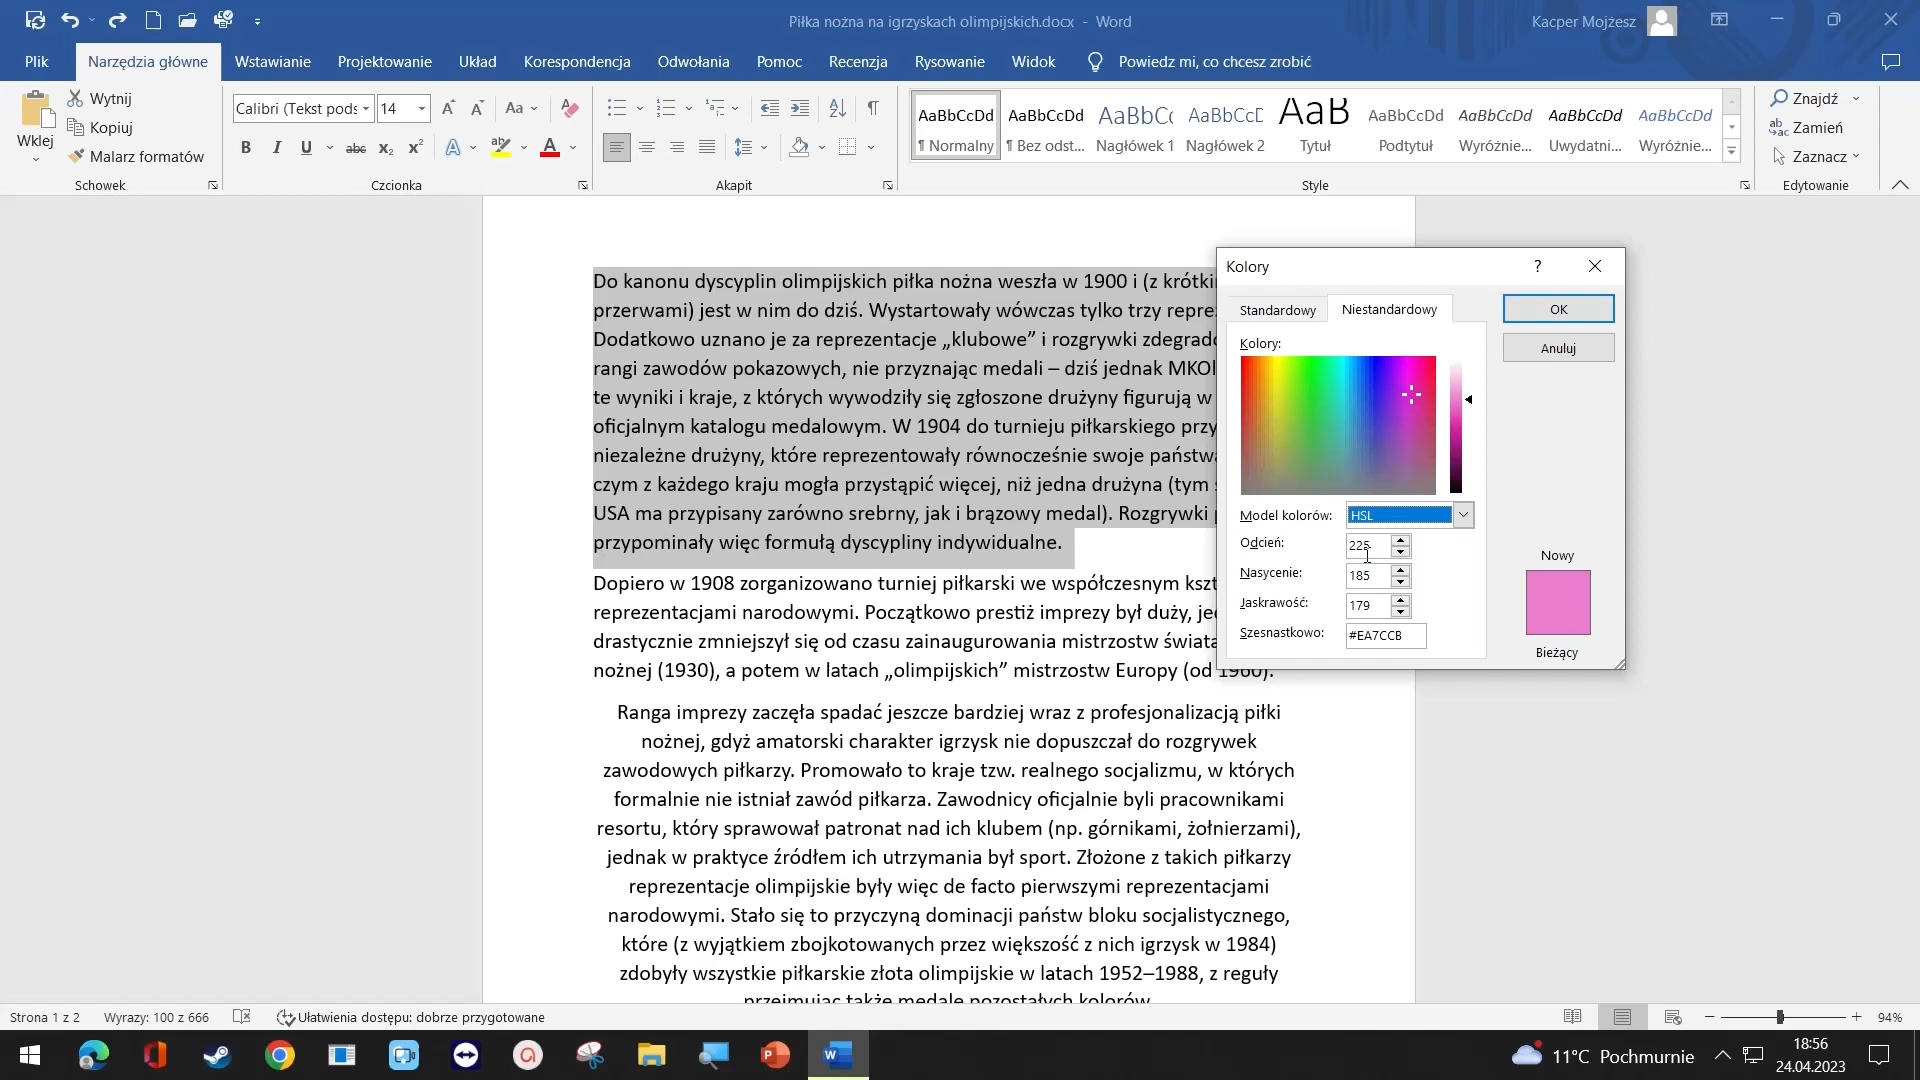 Piłka nożna na igrzyskach olimpijskich.docx - Word
Kacper Mojżesz
Plik Narzędzia główne Wstawianie Projektowanie Układ Korespondencja Odwołania Pomoc Recenzja Rysowanie Widok Powiedz mi, co chcesz zrobić
Wklej
Wytnij
Kopiuj
Malarz formatów
Schowek
Calibri (Tekst pods 14 Aa
B I U abc x₂ x² A A
Czcionka
Akapit
AaBbCcDd AaBbCcDd AaBbCc AaBbCcD AaB AaBbCcDd AaBbCcDd AaBbCcDd AaBbCcDd
¶ Normalny ¶ Bez odst... Nagłówek 1 Nagłówek 2 Tytuł Podtytuł Wyróżnie... Uwydatni... Wyróżnie...
Style
Znajdź
Zamień
Zaznacz
Edytowanie
Do kanonu dyscyplin olimpijskich piłka nożna weszła w 1900 i (z krótki
przerwami) jest w nim do dziś. Wystartowały wówczas tylko trzy repre
Dodatkowo uznano je za reprezentacje „klubowe” i rozgrywki zdegrado
rangi zawodów pokazowych, nie przyznając medali – dziś jednak MKOl
te wyniki i kraje, z których wywodziły się zgłoszone drużyny figurują w
oficjalnym katalogu medalowym. W 1904 do turnieju piłkarskiego przy
niezależne drużyny, które reprezentowały równocześnie swoje państwa
czym z każdego kraju mogła przystąpić więcej, niż jedna drużyna (tym
USA ma przypisany zarówno srebrny, jak i brązowy medal). Rozgrywki
przypominały więc formułą dyscypliny indywidualne.
Dopiero w 1908 zorganizowano turniej piłkarski we współczesnym kszt
reprezentacjami narodowymi. Początkowo prestiż imprezy był duży, jed
drastycznie zmniejszył się od czasu zainaugurowania mistrzostw świata
nożnej (1930), a potem w latach „olimpijskich” mistrzostw Europy (od 1960).
Ranga imprezy zaczęła spadać jeszcze bardziej wraz z profesjonalizacją piłki
nożnej, gdyż amatorski charakter igrzysk nie dopuszczał do rozgrywek
zawodowych piłkarzy. Promowało to kraje tzw. realnego socjalizmu, w których
formalnie nie istniał zawód piłkarza. Zawodnicy oficjalnie byli pracownikami
resortu, który sprawował patronat nad ich klubem (np. górnikami, żołnierzami),
jednak w praktyce źródłem ich utrzymania był sport. Złożone z takich piłkarzy
reprezentacje olimpijskie były więc de facto pierwszymi reprezentacjami
narodowymi. Stało się to przyczyną dominacji państw bloku socjalistycznego,
które (z wyjątkiem zbojkotowanych przez większość z nich igrzysk w 1984)
zdobyły wszystkie piłkarskie złota olimpijskie w latach 1952–1988, z reguły
przejmując także medale pozostałych kolorów.
Kolory
Standardowy Niestandardowy
OK
Anuluj
Kolory:
Model kolorów: HSL
Odcień: 225
Nasycenie: 185
Jaskrawość: 179
Szesnastkowo: #EA7CCB
Nowy
Bieżący
Strona 1 z 2 Wyrazy: 100 z 666 Ułatwienia dostępu: dobrze przygotowane
94%
11°C Pochmurnie
18:56
24.04.2023